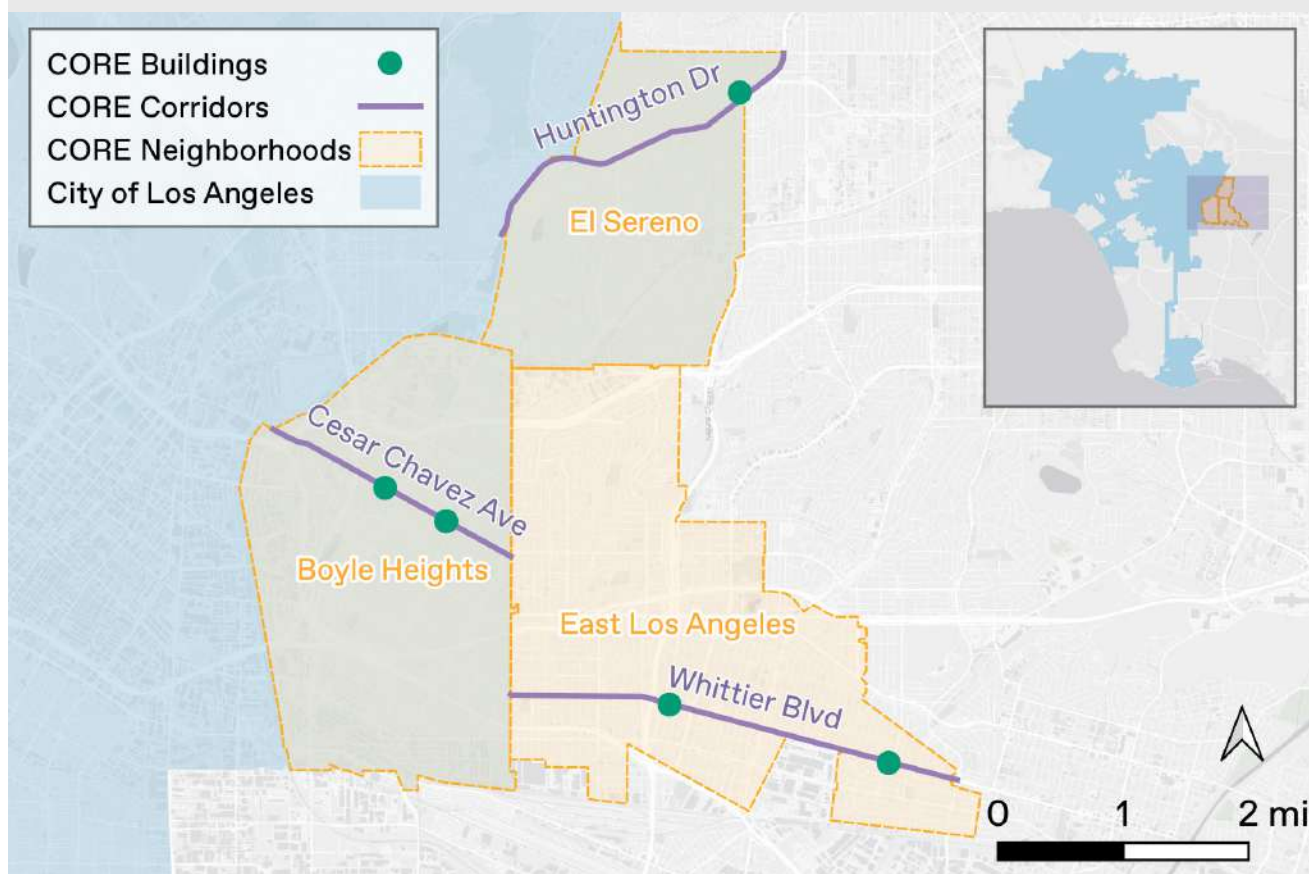 CORE Buildings
CORE Corridors
CORE Neighborhoods
City of Los Angeles
Huntington Dr
El Sereno
Cesar Chavez Ave
Boyle Heights
East Los Angeles
Whittier Blvd
0 1 2 mi